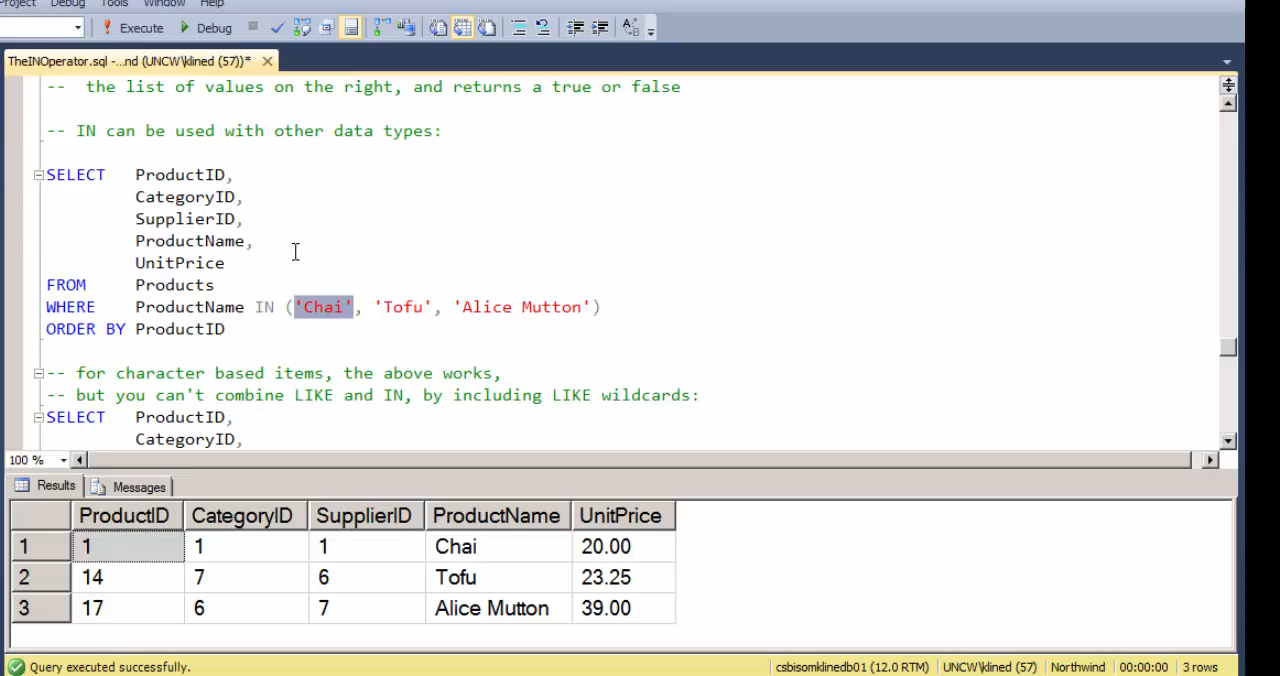 Project Debug Tools Window Help
Execute Debug
TheINOperator.sql -...nd (UNCW\klined (57))*
-- the list of values on the right, and returns a true or false
-- IN can be used with other data types:
SELECT ProductID,
CategoryID,
SupplierID,
ProductName,
UnitPrice
FROM Products
WHERE ProductName IN ('Chai', 'Tofu', 'Alice Mutton')
ORDER BY ProductID
-- for character based items, the above works,
-- but you can't combine LIKE and IN, by including LIKE wildcards:
SELECT ProductID,
CategoryID,
100 %
Results Messages
ProductID CategoryID SupplierID ProductName UnitPrice
1 1 1 1 Chai 20.00
2 14 7 6 Tofu 23.25
3 17 6 7 Alice Mutton 39.00
Query executed successfully. csbisomklinedb01 (12.0 RTM) UNCW\klined (57) Northwind 00:00:00 3 rows